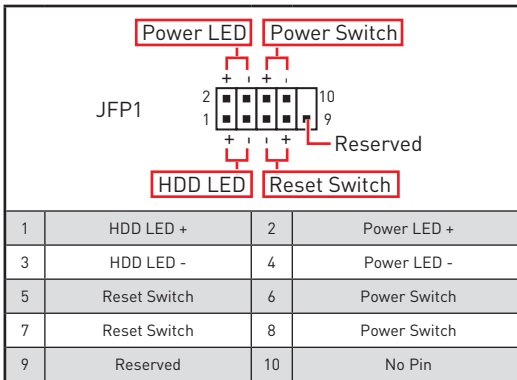 Power LED Power Switch
+ - + -
2 10
JFP1
1 9
+ - - +
Reserved
HDD LED Reset Switch
1 HDD LED + 2 Power LED +
3 HDD LED - 4 Power LED -
5 Reset Switch 6 Power Switch
7 Reset Switch 8 Power Switch
9 Reserved 10 No Pin